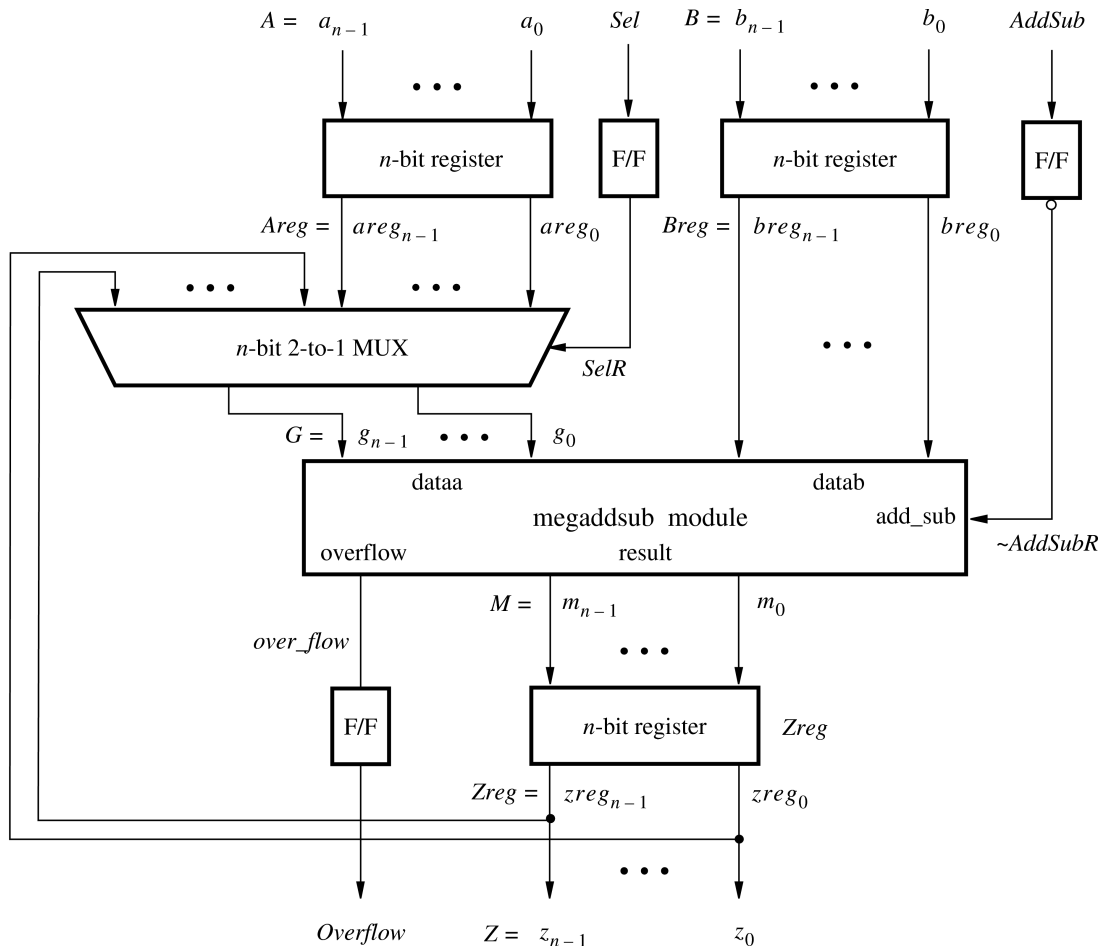 A = a_{n-1} a_0 Sel B = b_{n-1} b_0 AddSub
n-bit register F/F n-bit register F/F
Areg = areg_{n-1} areg_0 Breg = breg_{n-1} breg_0
n-bit 2-to-1 MUX
SelR
G = g_{n-1} g_0
dataa datab
megaddsub module add_sub
~AddSubR
overflow result
M = m_{n-1} m_0
over_flow
F/F n-bit register Zreg
Zreg = zreg_{n-1} zreg_0
Overflow Z = z_{n-1} z_0